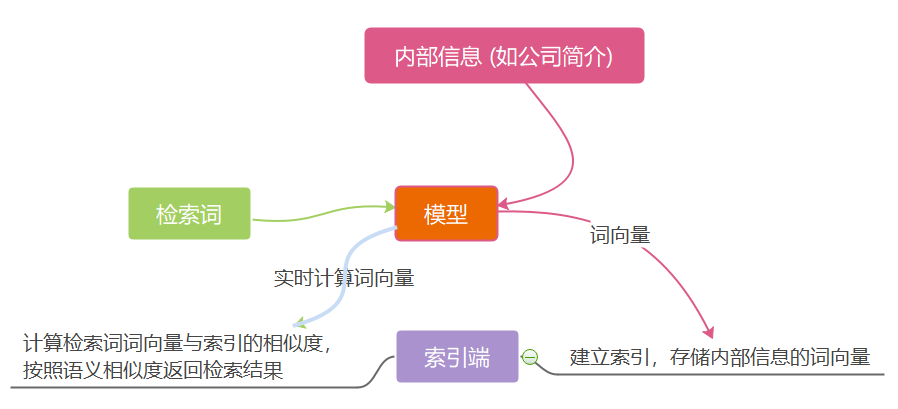 内部信息 (如公司简介)
检索词
模型
词向量
实时计算词向量
计算检索词词向量与索引的相似度，
按照语义相似度返回检索结果
索引端
建立索引，存储内部信息的词向量